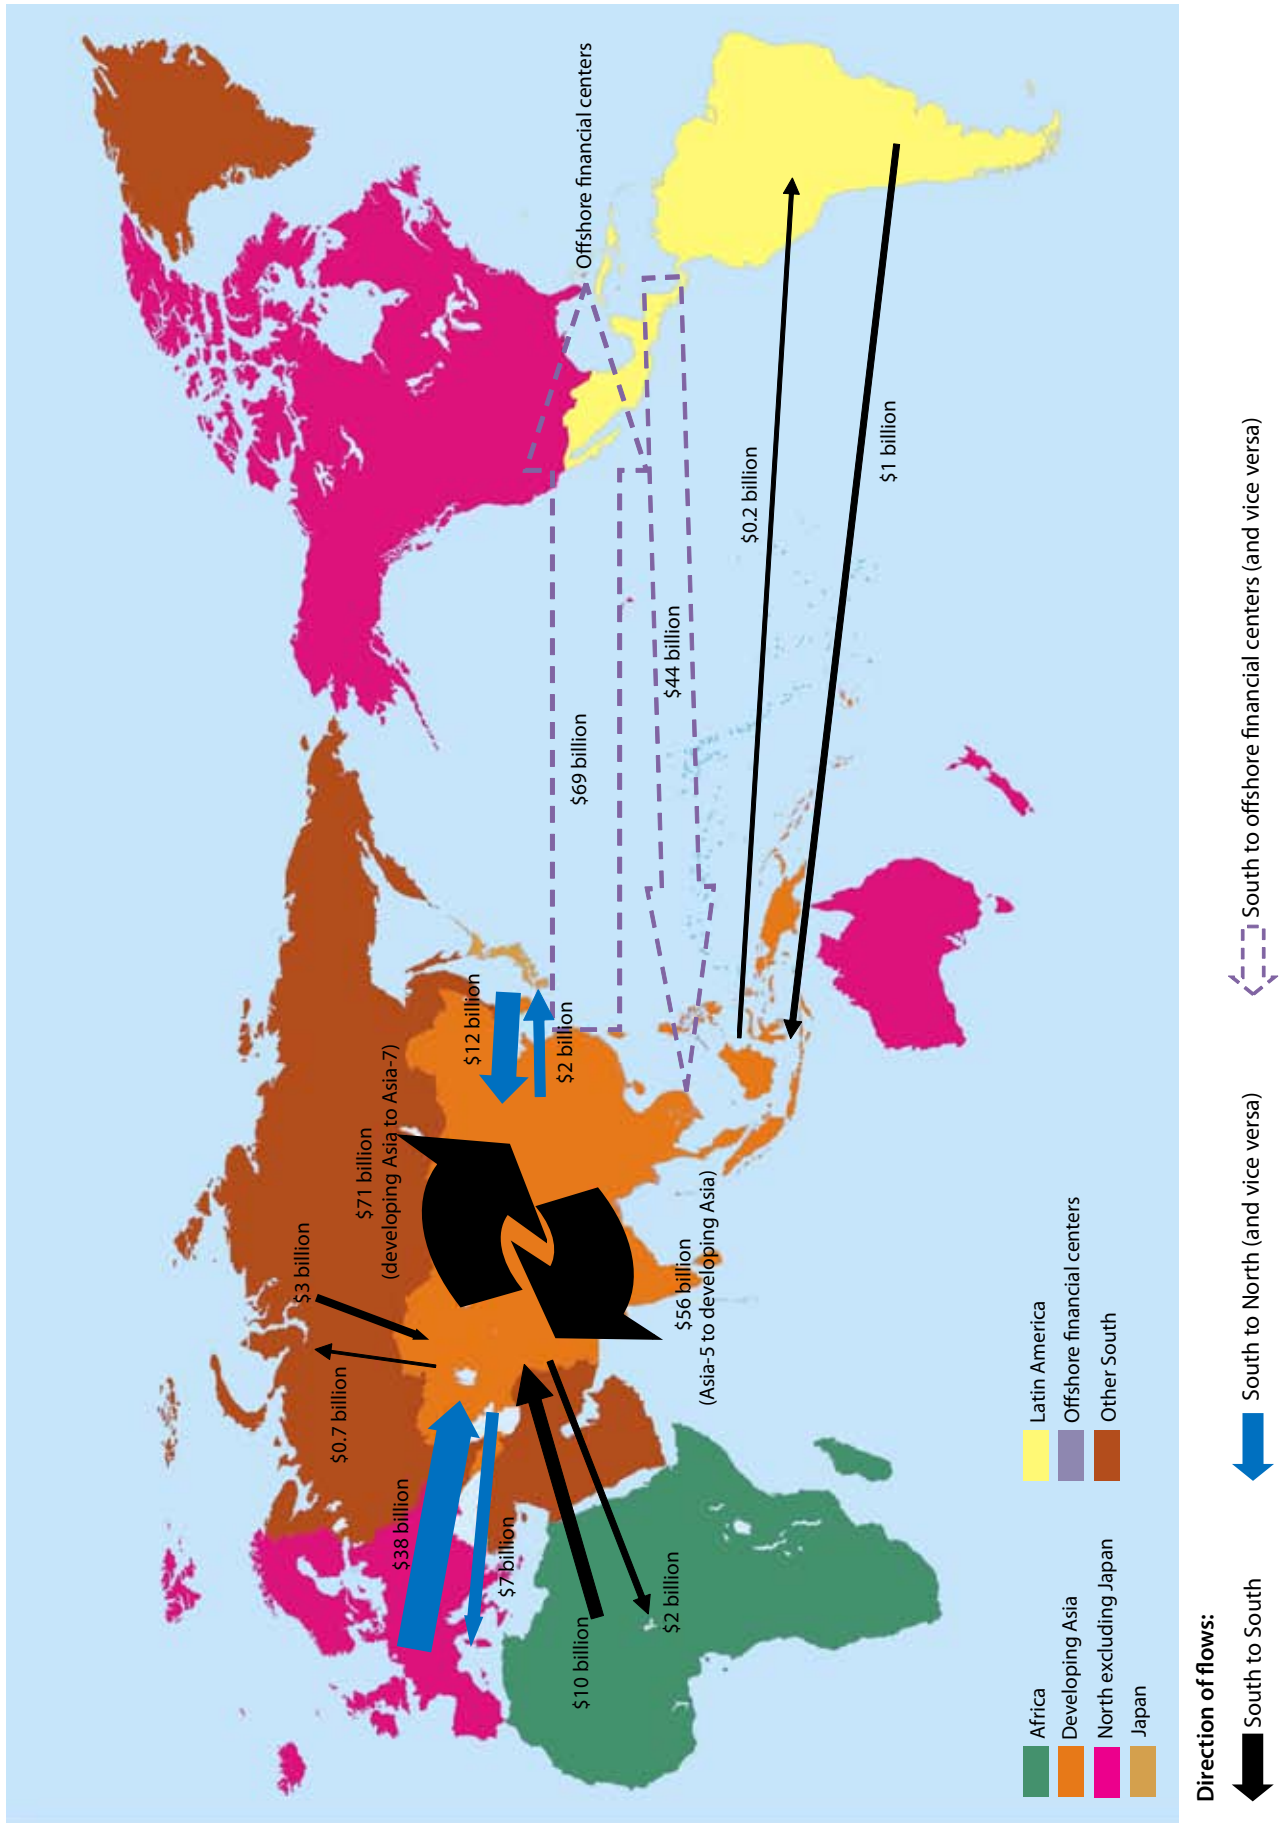 $3 billion
$0.7 billion
$71 billion
(developing Asia to Asia-7)
$38 billion
$12 billion
$7 billion
$2 billion
$69 billion
Offshore financial centers
$10 billion
$2 billion
$56 billion
(Asia-5 to developing Asia)
$44 billion
$0.2 billion
$1 billion
Africa
Developing Asia
North excluding Japan
Japan
Latin America
Offshore financial centers
Other South
Direction of flows:
South to South
South to North (and vice versa)
South to offshore financial centers (and vice versa)